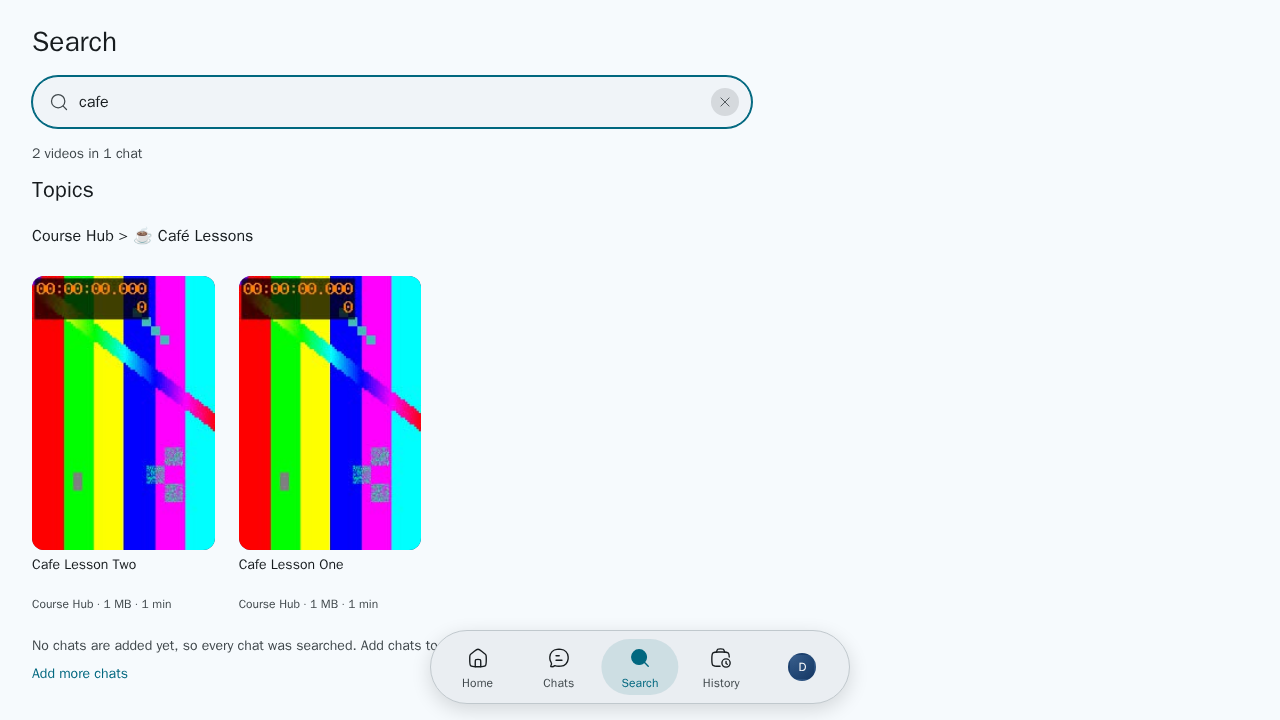 Search
cafe
2 videos in 1 chat
Topics
Course Hub > ☕ Café Lessons
00:00:00.000
0
00:00:00.000
0
Cafe Lesson Two
Cafe Lesson One
Course Hub · 1 MB · 1 min
Course Hub · 1 MB · 1 min
No chats are added yet, so every chat was searched. Add chats to
Add more chats
Home
Chats
Search
History
D